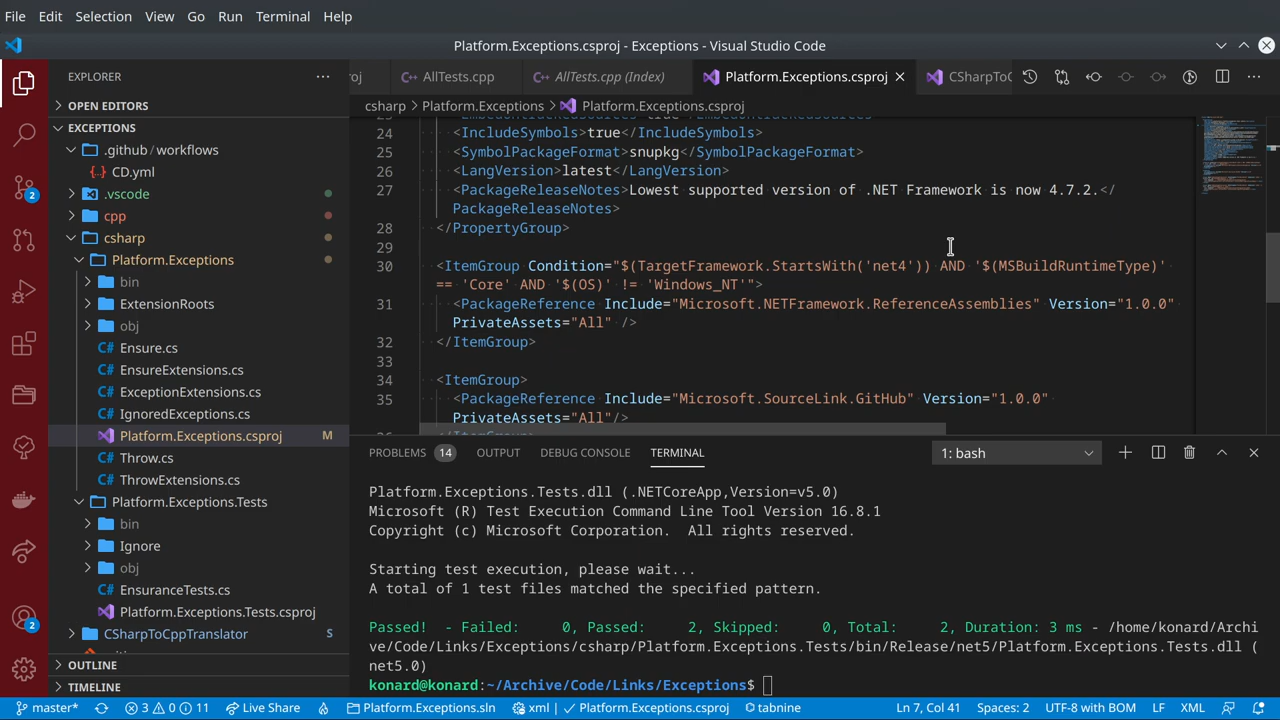 File Edit Selection View Go Run Terminal Help
Platform.Exceptions.csproj - Exceptions - Visual Studio Code
EXPLORER
OPEN EDITORS
EXCEPTIONS
.github/workflows
CD.yml
.vscode
cpp
csharp
Platform.Exceptions
bin
ExtensionRoots
obj
Ensure.cs
EnsureExtensions.cs
ExceptionExtensions.cs
IgnoredExceptions.cs
Platform.Exceptions.csproj M
Throw.cs
ThrowExtensions.cs
Platform.Exceptions.Tests
bin
Ignore
obj
EnsuranceTests.cs
Platform.Exceptions.Tests.csproj
CSharpToCppTranslator S
OUTLINE
TIMELINE
2
2
oj AllTests.cpp AllTests.cpp (Index) Platform.Exceptions.csproj CSharpToC
csharp > Platform.Exceptions > Platform.Exceptions.csproj
24 <IncludeSymbols>true</IncludeSymbols>
25 <SymbolPackageFormat>snupkg</SymbolPackageFormat>
26 <LangVersion>latest</LangVersion>
27 <PackageReleaseNotes>Lowest supported version of .NET Framework is now 4.7.2.</
PackageReleaseNotes>
28 </PropertyGroup>
29
30 <ItemGroup Condition="$(TargetFramework.StartsWith('net4')) AND '$(MSBuildRuntimeType)'
== 'Core' AND '$(OS)' != 'Windows_NT'">
31 <PackageReference Include="Microsoft.NETFramework.ReferenceAssemblies" Version="1.0.0"
PrivateAssets="All" />
32 </ItemGroup>
33
34 <ItemGroup>
35 <PackageReference Include="Microsoft.SourceLink.GitHub" Version="1.0.0"
PrivateAssets="All"/>
PROBLEMS 14 OUTPUT DEBUG CONSOLE TERMINAL 1: bash
Platform.Exceptions.Tests.dll (.NETCoreApp,Version=v5.0)
Microsoft (R) Test Execution Command Line Tool Version 16.8.1
Copyright (c) Microsoft Corporation. All rights reserved.
Starting test execution, please wait...
A total of 1 test files matched the specified pattern.
Passed! - Failed: 0, Passed: 2, Skipped: 0, Total: 2, Duration: 3 ms - /home/konard/Archi
ve/Code/Links/Exceptions/csharp/Platform.Exceptions.Tests/bin/Release/net5/Platform.Exceptions.Tests.dll (
net5.0)
konard@konard:~/Archive/Code/Links/Exceptions$
master* 3 0 11 Live Share Platform.Exceptions.sln xml Platform.Exceptions.csproj tabnine Ln 7, Col 41 Spaces: 2 UTF-8 with BOM LF XML